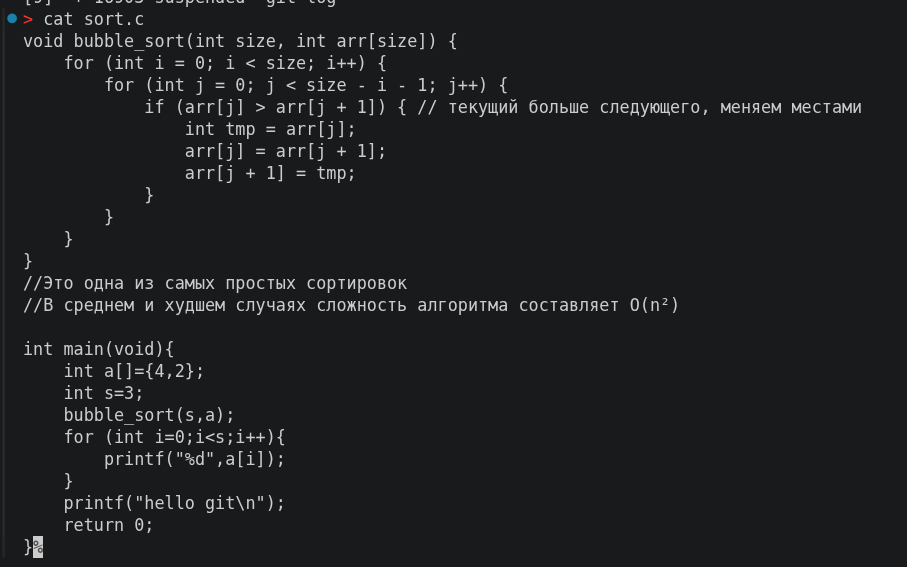 > cat sort.c
void bubble_sort(int size, int arr[size]) {
    for (int i = 0; i < size; i++) {
        for (int j = 0; j < size - i - 1; j++) {
            if (arr[j] > arr[j + 1]) { // текущий больше следующего, меняем местами
                int tmp = arr[j];
                arr[j] = arr[j + 1];
                arr[j + 1] = tmp;
            }
        }
    }
}
//Это одна из самых простых сортировок
//В среднем и худшем случаях сложность алгоритма составляет O(n²)

int main(void){
    int a[]={4,2};
    int s=3;
    bubble_sort(s,a);
    for (int i=0;i<s;i++){
        printf("%d",a[i]);
    }
    printf("hello git\n");
    return 0;
}%